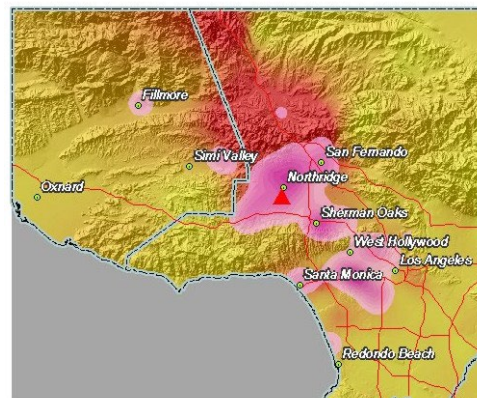 Fillmore
Simi Valley
San Fernando
Oxnard
Northridge
Sherman Oaks
West Hollywood
Los Angeles
Santa Monica
Redondo Beach